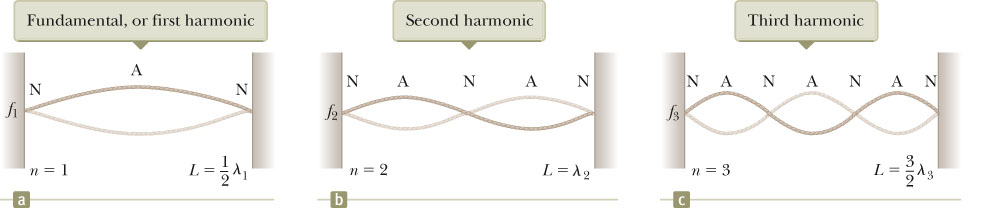 Fundamental, or first harmonic
N
A
N
f₁
n = 1
L = 1/2 λ₁
a
Second harmonic
N A N A N
f₂
n = 2
L = λ₂
b
Third harmonic
N A N A N A N
f₃
n = 3
L = 3/2 λ₃
c